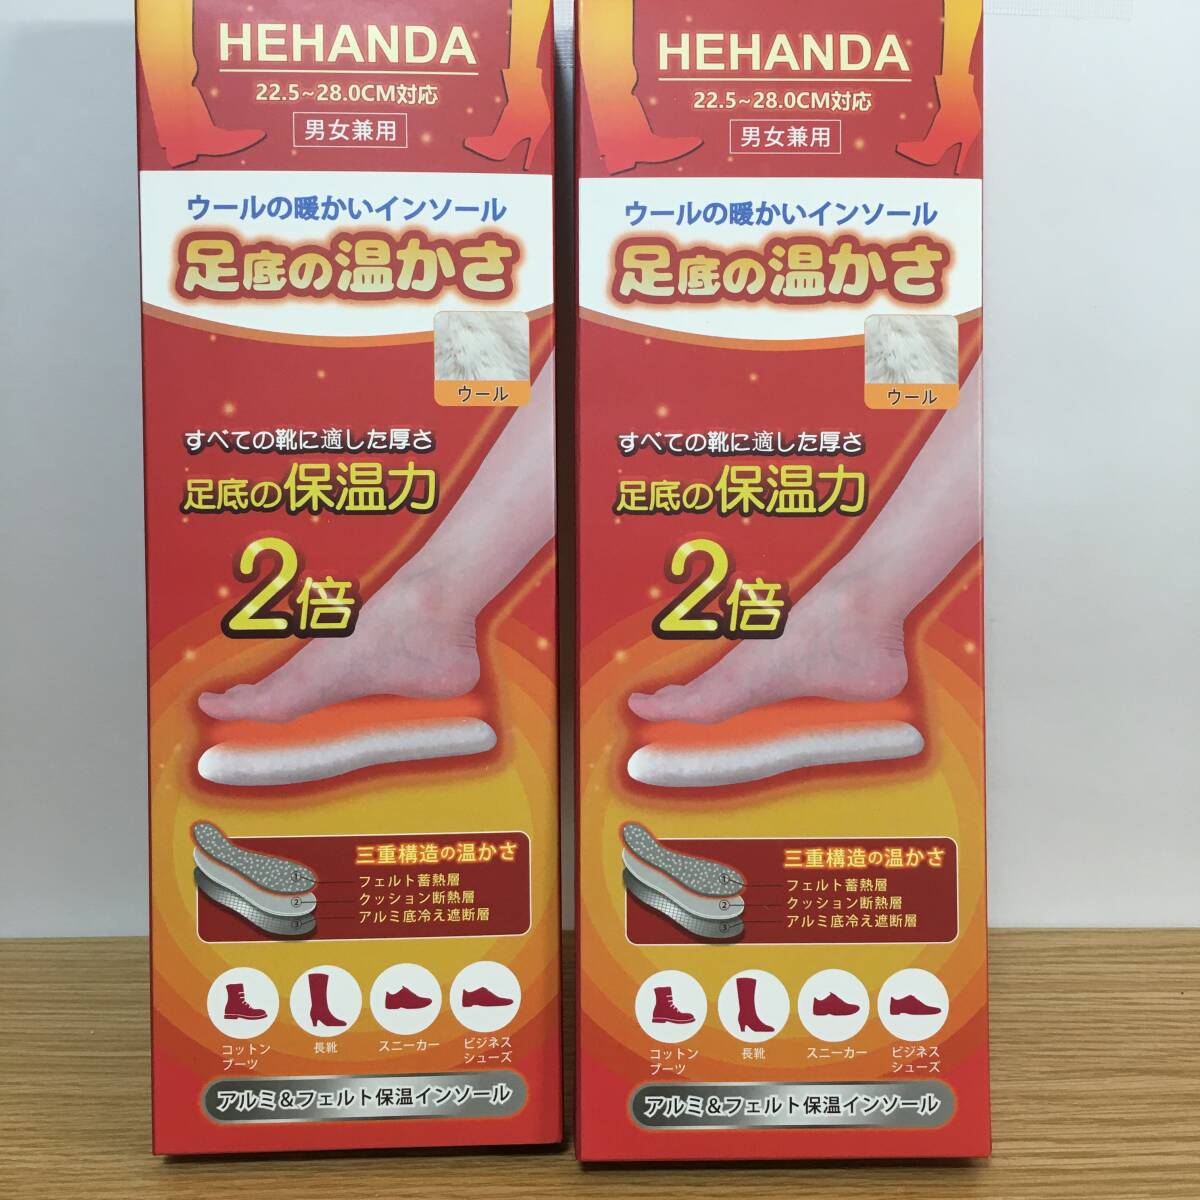 HEHANDA
22.5~28.0CM対応
男女兼用
ウールの暖かいインソール
足底の温かさ
ウール
すべての靴に適した厚さ
足底の保温力
2倍
三重構造の温かさ
① フェルト蓄熱層
② クッション断熱層
③ アルミ底冷え遮断層
コットン
ブーツ
長靴
スニーカー
ビジネス
シューズ
アルミ&フェルト保温インソール
HEHANDA
22.5~28.0CM対応
男女兼用
ウールの暖かいインソール
足底の温かさ
ウール
すべての靴に適した厚さ
足底の保温力
2倍
三重構造の温かさ
① フェルト蓄熱層
② クッション断熱層
③ アルミ底冷え遮断層
コットン
ブーツ
長靴
スニーカー
ビジネス
シューズ
アルミ&フェルト保温インソール